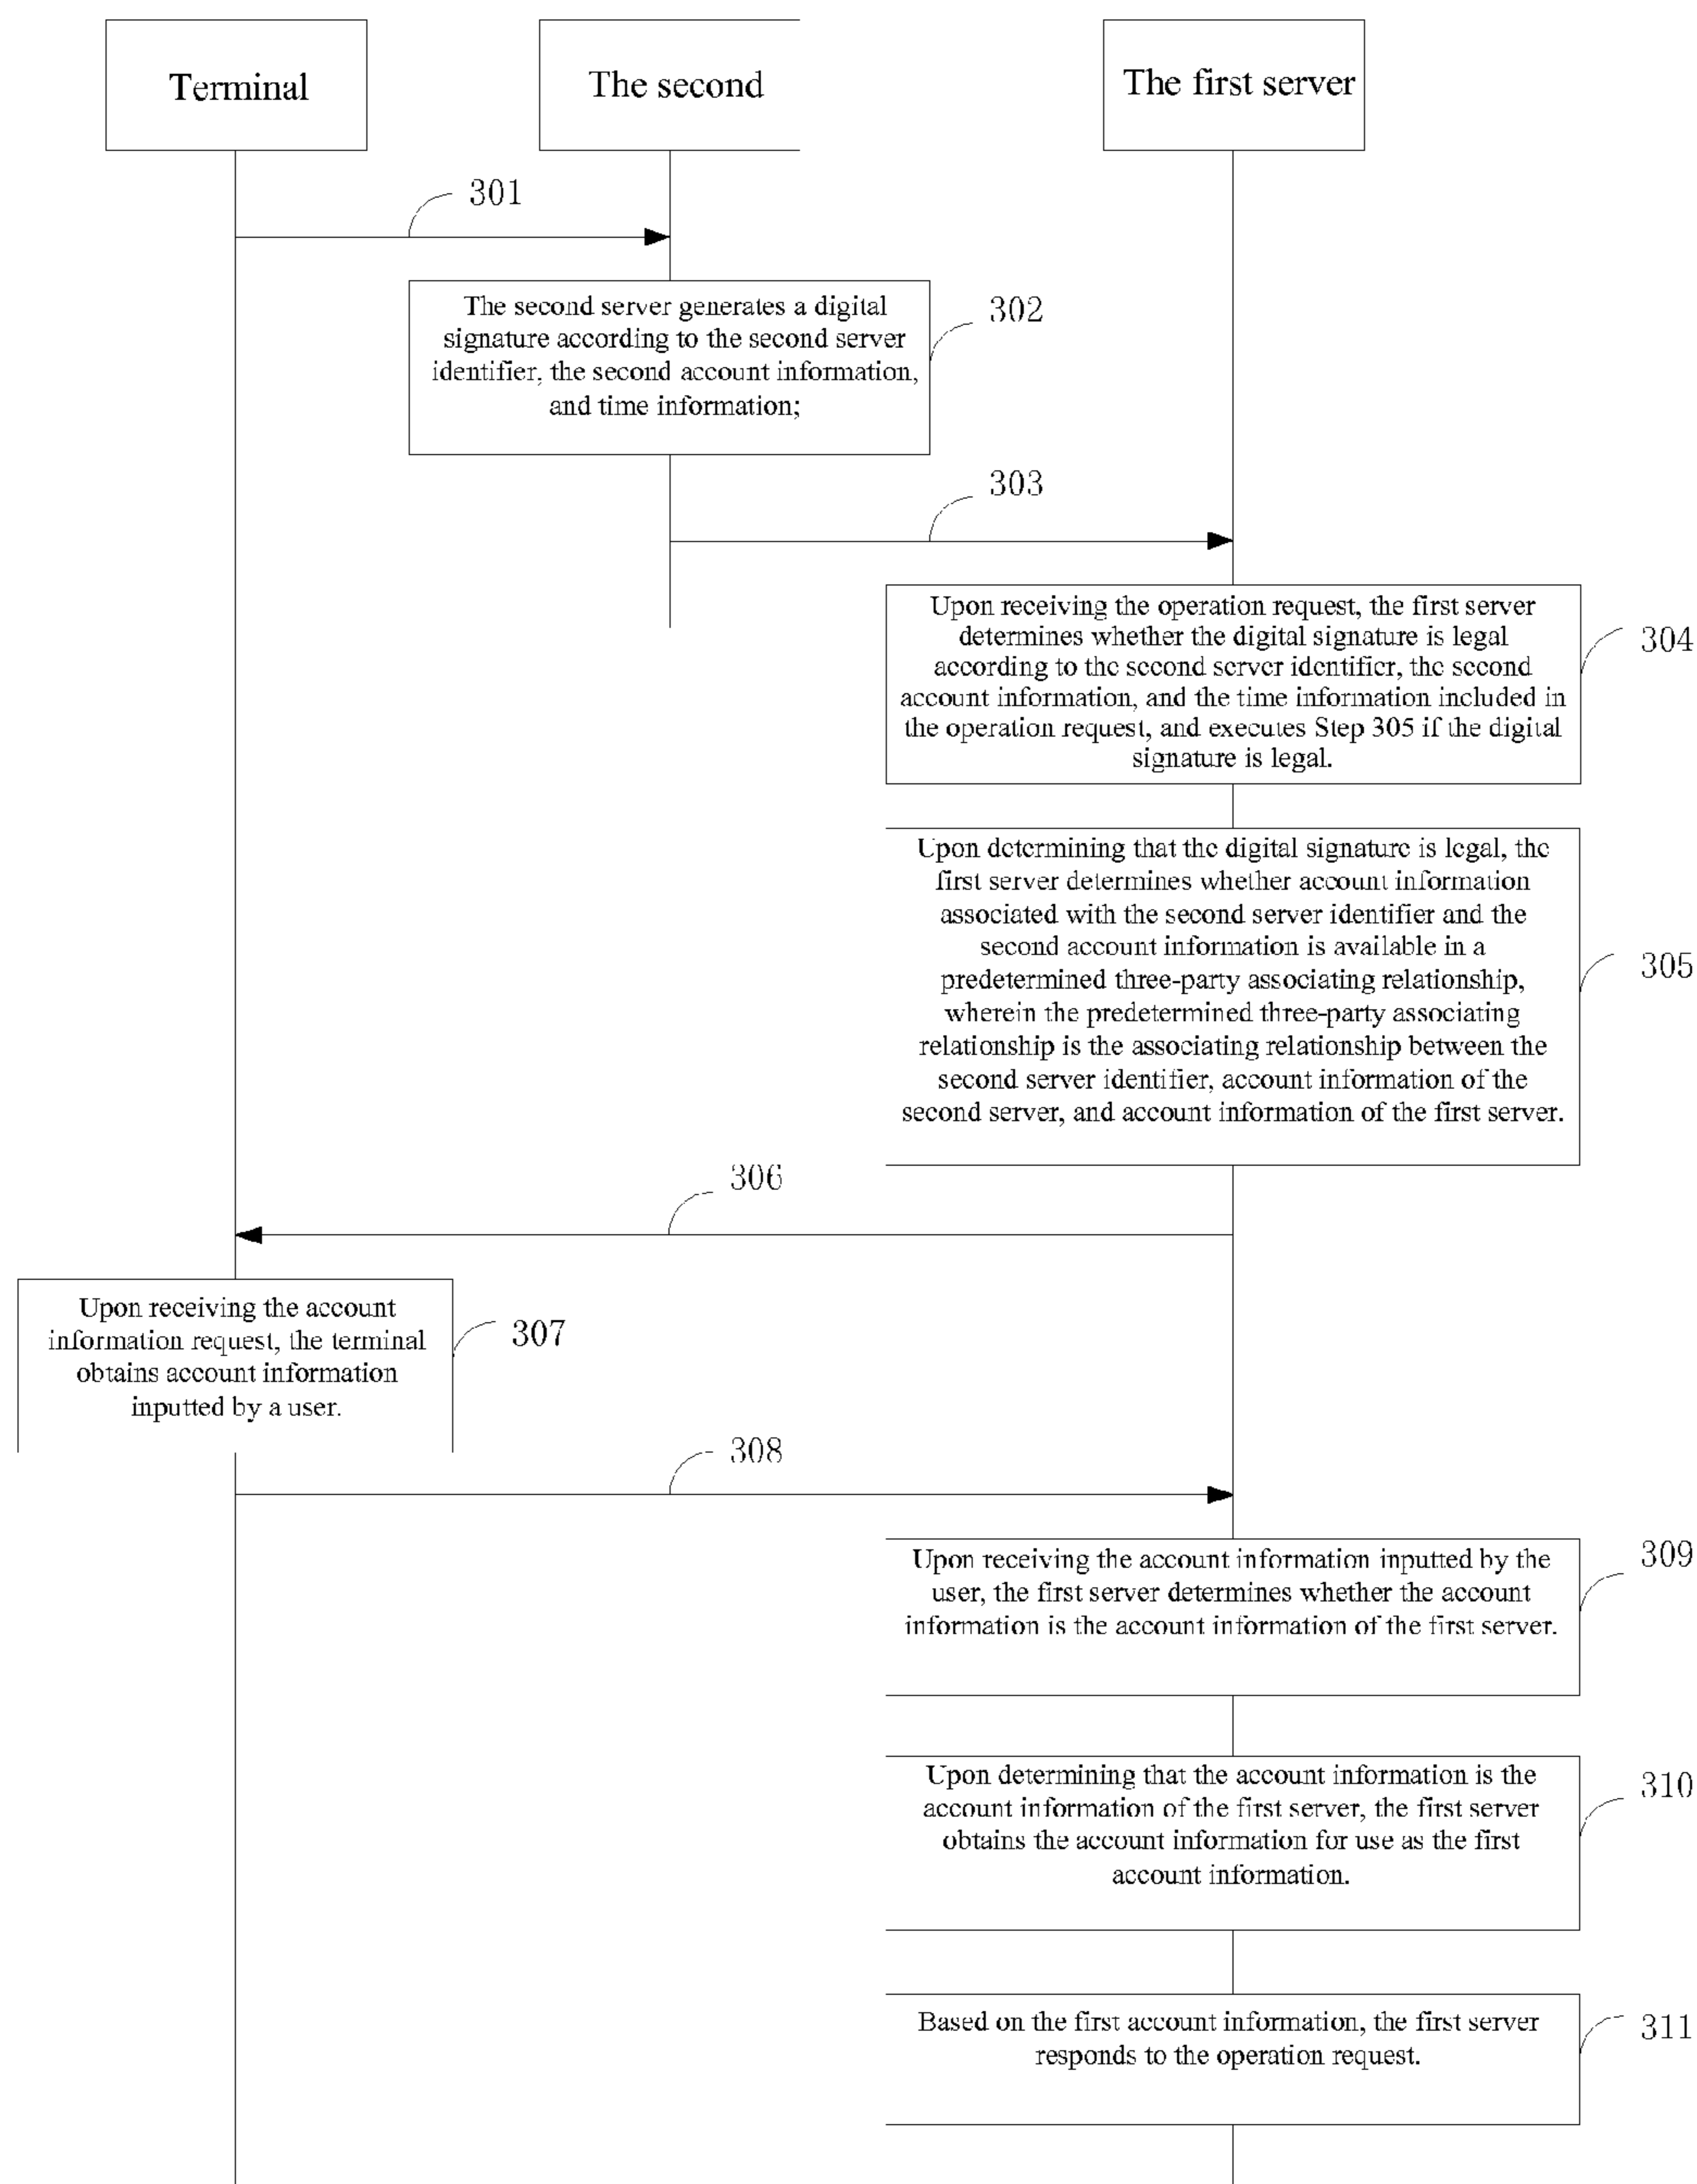 Terminal
The second
The first server
301
The second server generates a digital
signature according to the second server
identifier, the second account information,
and time information;
302
303
Upon receiving the operation request, the first server
determines whether the digital signature is legal
according to the second server identifier, the second
account information, and the time information included in
the operation request, and executes Step 305 if the digital
signature is legal.
304
Upon determining that the digital signature is legal, the
first server determines whether account information
associated with the second server identifier and the
second account information is available in a
predetermined three-party associating relationship,
wherein the predetermined three-party associating
relationship is the associating relationship between the
second server identifier, account information of the
second server, and account information of the first server.
305
306
Upon receiving the account
information request, the terminal
obtains account information
inputted by a user.
307
308
Upon receiving the account information inputted by the
user, the first server determines whether the account
information is the account information of the first server.
309
Upon determining that the account information is the
account information of the first server, the first server
obtains the account information for use as the first
account information.
310
Based on the first account information, the first server
responds to the operation request.
311